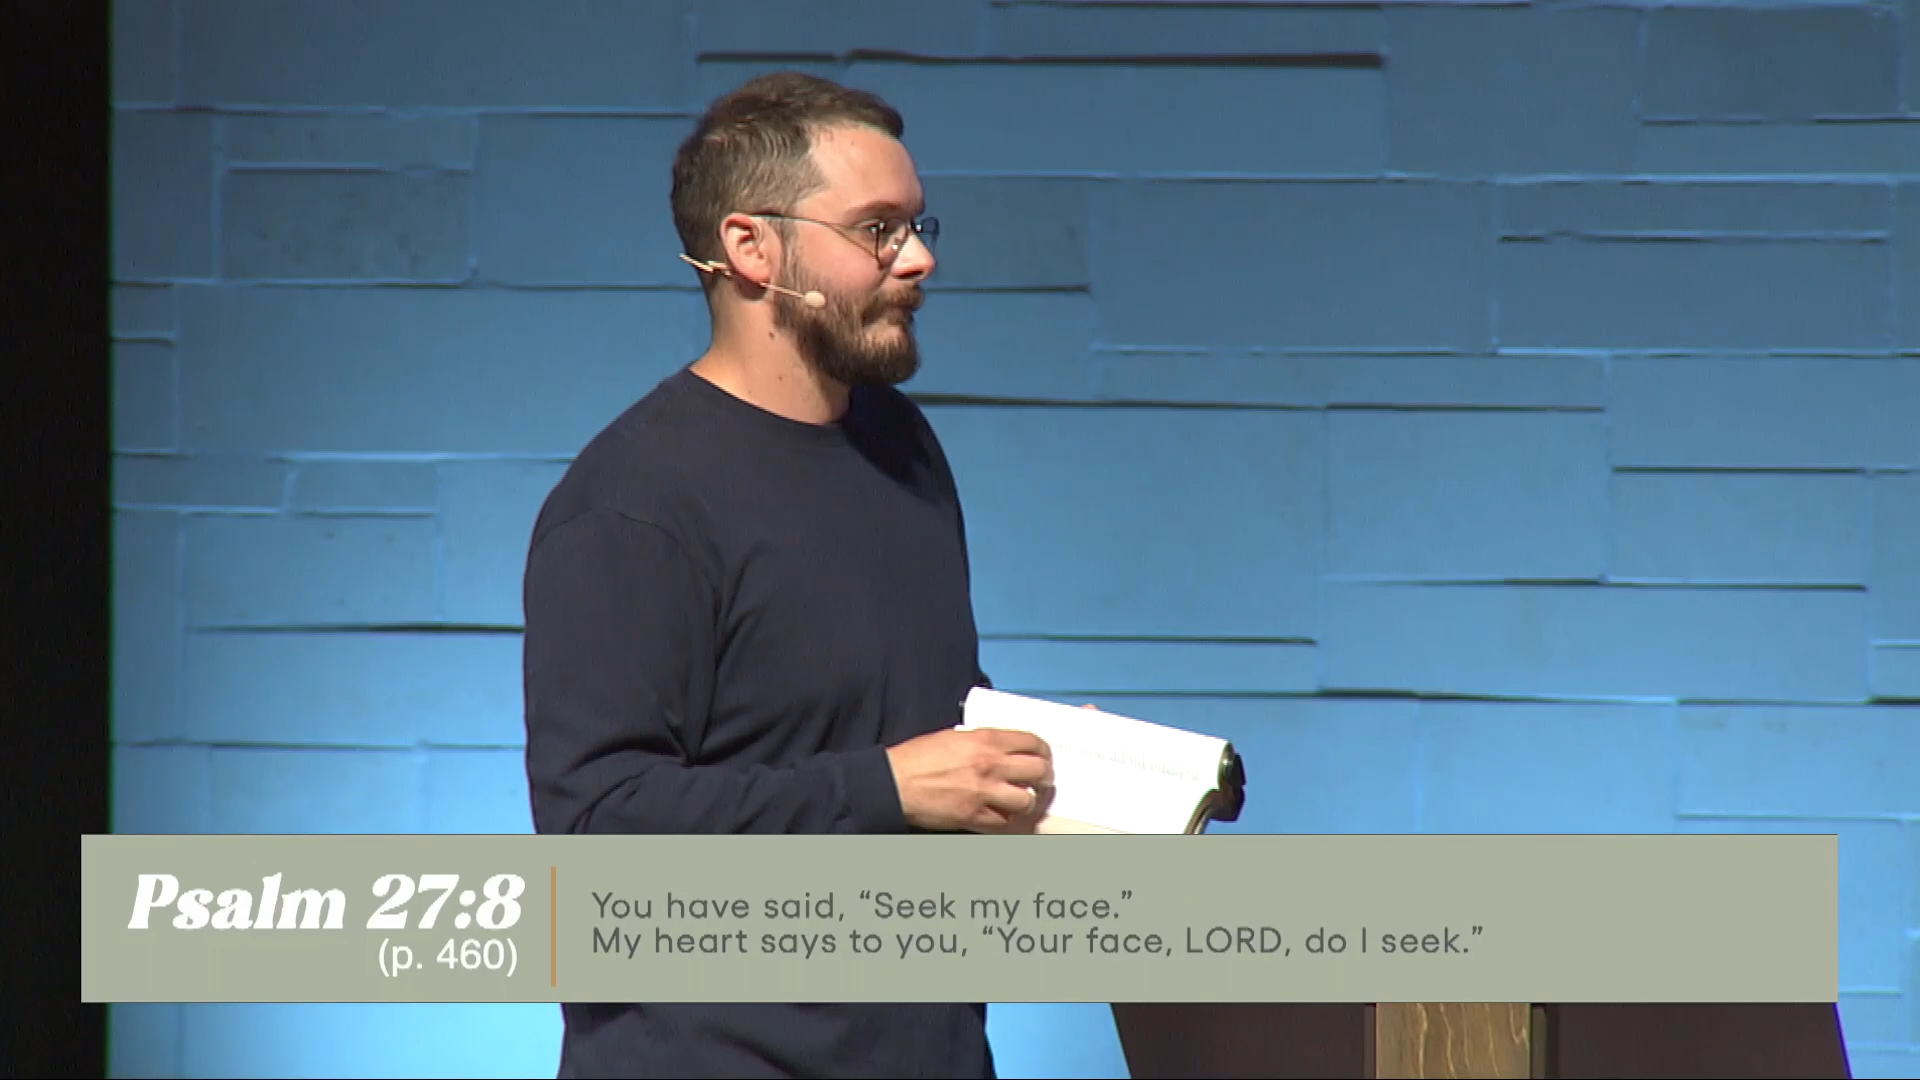 Psalm 27:8
(p. 460)
You have said, “Seek my face.”
My heart says to you, “Your face, LORD, do I seek.”